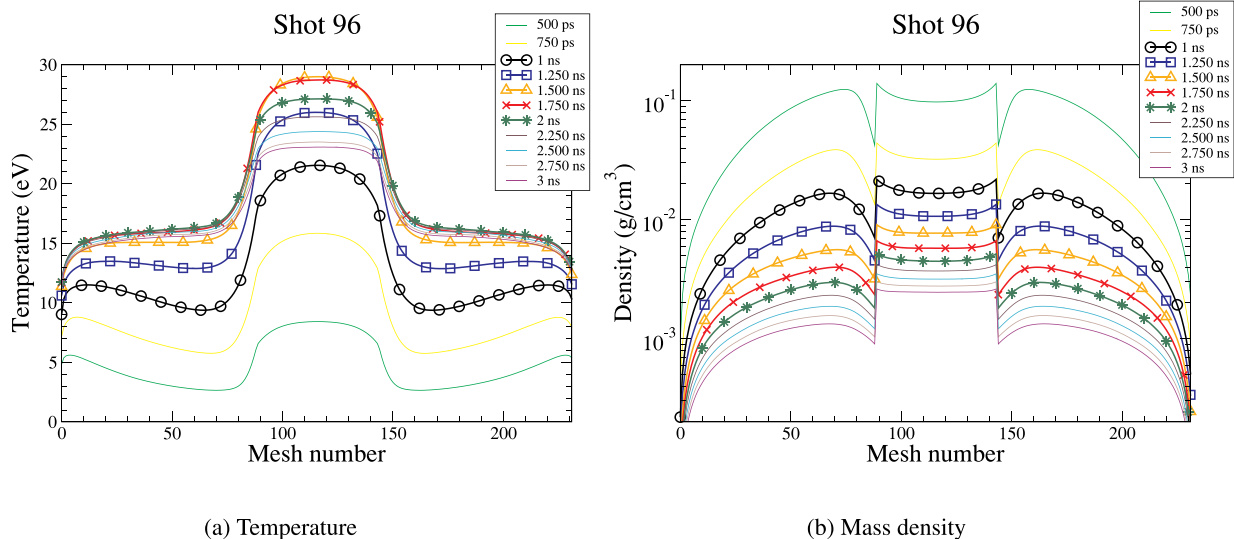 Shot 96
500 ps
750 ps
1 ns
1.250 ns
1.500 ns
1.750 ns
2 ns
2.250 ns
2.500 ns
2.750 ns
3 ns
30
25
20
15
10
5
0
Temperature (eV)
0
50
100
150
200
Mesh number
(a) Temperature
Shot 96
500 ps
750 ps
1 ns
1.250 ns
1.500 ns
1.750 ns
2 ns
2.250 ns
2.500 ns
2.750 ns
3 ns
10⁻¹
10⁻²
10⁻³
Density (g/cm³)
0
50
100
150
200
Mesh number
(b) Mass density